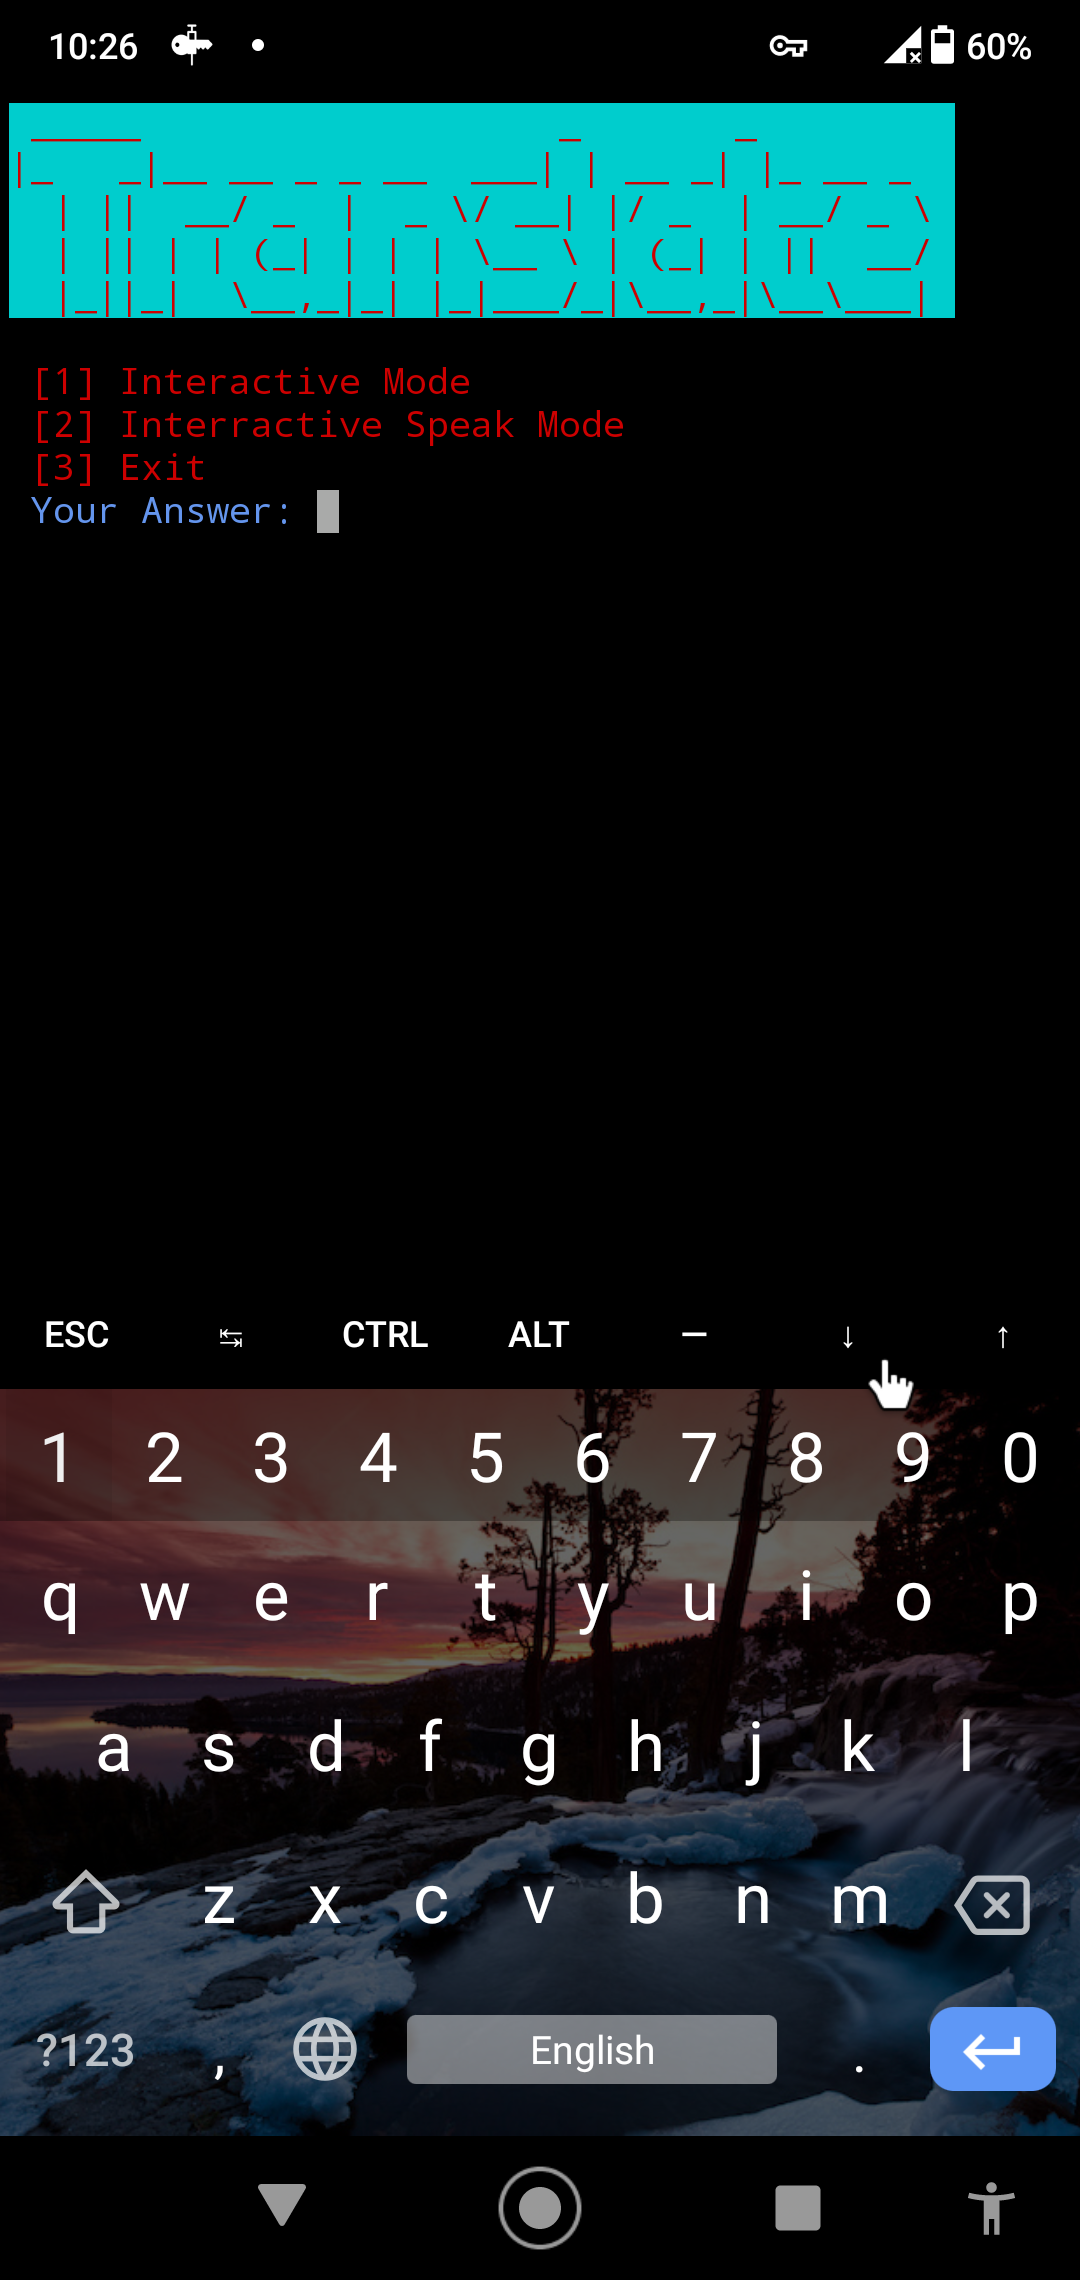 10:26 60%
Translate
[1] Interactive Mode
[2] Interractive Speak Mode
[3] Exit
Your Answer:
ESC ↹ CTRL ALT — ↓ ↑
1 2 3 4 5 6 7 8 9 0
q w e r t y u i o p
a s d f g h j k l
z x c v b n m
?123 , English .